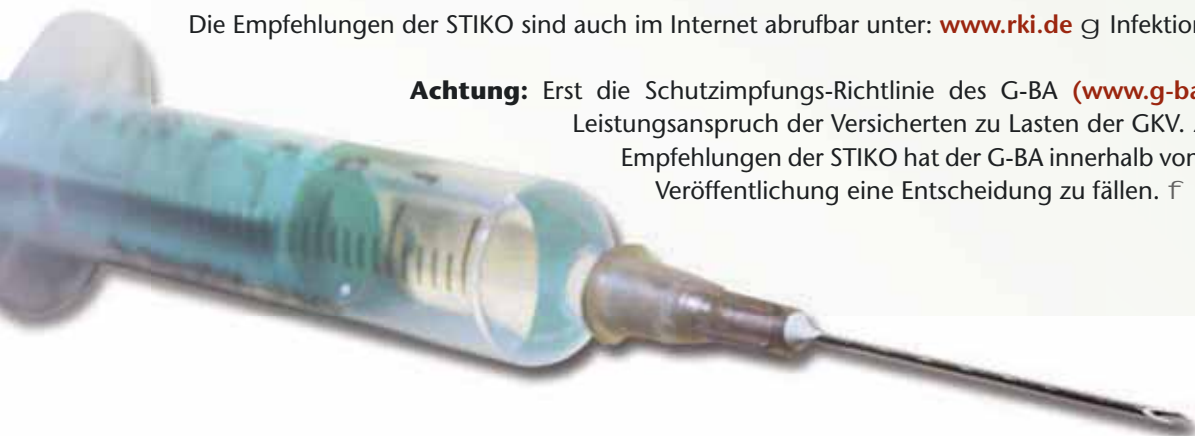 Die Empfehlungen der STIKO sind auch im Internet abrufbar unter: www.rki.de g Infektion
Achtung: Erst die Schutzimpfungs-Richtlinie des G-BA (www.g-ba
Leistungsanspruch der Versicherten zu Lasten der GKV.
Empfehlungen der STIKO hat der G-BA innerhalb von
Veröffentlichung eine Entscheidung zu fällen. f